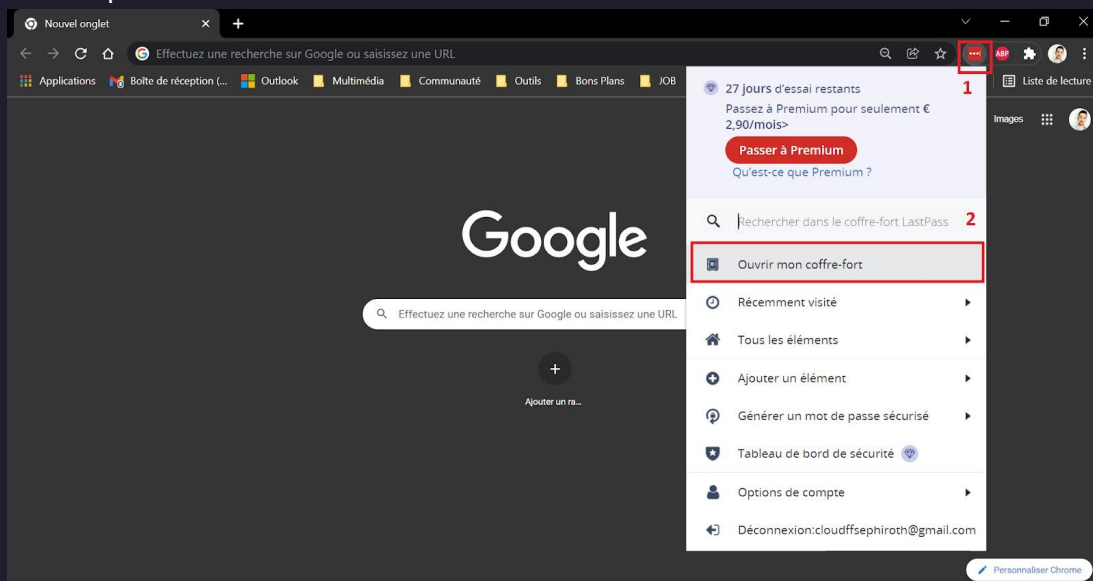 Nouvel onglet
Effectuez une recherche sur Google ou saisissez une URL
ABP
1
Applications
Boîte de réception (...
Outlook
Multimédia
Communauté
Outils
Bons Plans
JOB
Liste de lecture
27 jours d'essai restants
Passez à Premium pour seulement €
2,90/mois>
Passer à Premium
Qu'est-ce que Premium ?
Images
Rechercher dans le coffre-fort LastPass
2
Google
Ouvrir mon coffre-fort
Récemment visité
Effectuez une recherche sur Google ou saisissez une URL
Tous les éléments
Ajouter un ra...
Ajouter un élément
Générer un mot de passe sécurisé
Tableau de bord de sécurité
Options de compte
Déconnexion:cloudffsephiroth@gmail.com
Personnaliser Chrome